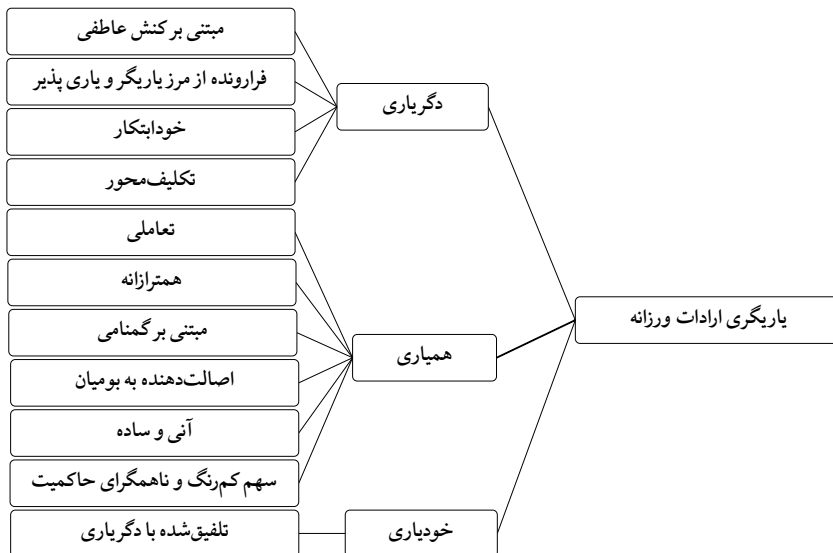 یاریگری ارادات ورزانه
دگریاری
مبتنی بر کنش عاطفی
فرارونده از مرز یاریگر و یاری پذیر
خودابتکار
تکلیف‌محور
همیاری
تعاملی
همترازانه
مبتنی بر گمنامی
اصالت‌دهنده به بومیان
آنی و ساده
سهم کم‌رنگ و ناهمگرای حاکمیت
خودیاری
تلفیق‌شده با دگریاری